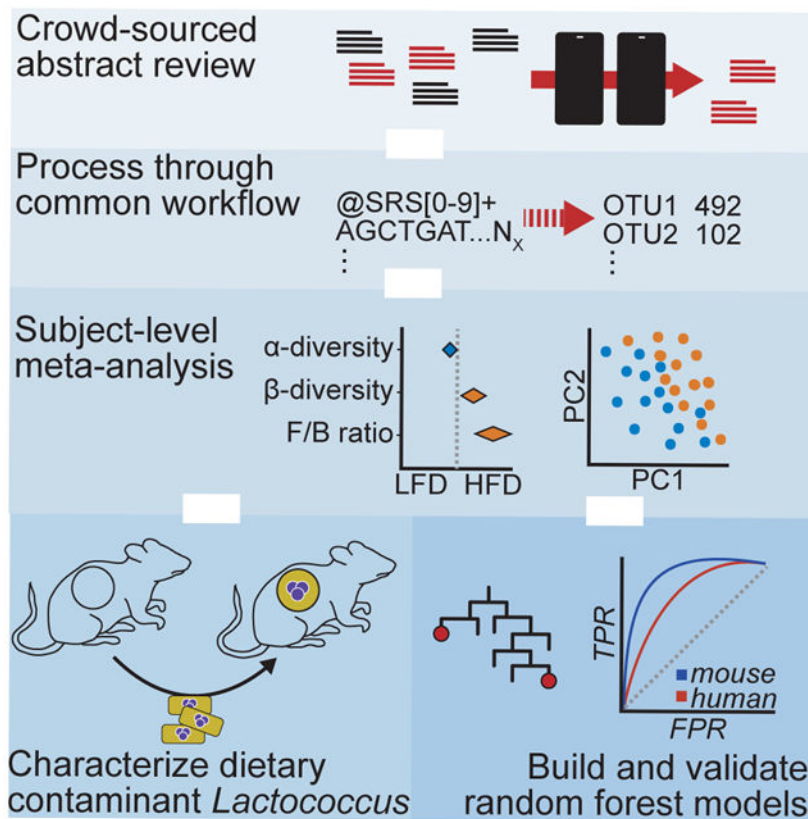 Crowd-sourced
abstract review
Process through
common workflow
@SRS[0-9]+
AGCTGAT...N_X
⋮
OTU1 492
OTU2 102
⋮
Subject-level
meta-analysis
α-diversity
β-diversity
F/B ratio
LFD HFD
PC2
PC1
Characterize dietary
contaminant Lactococcus
TPR
mouse
human
FPR
Build and validate
random forest models